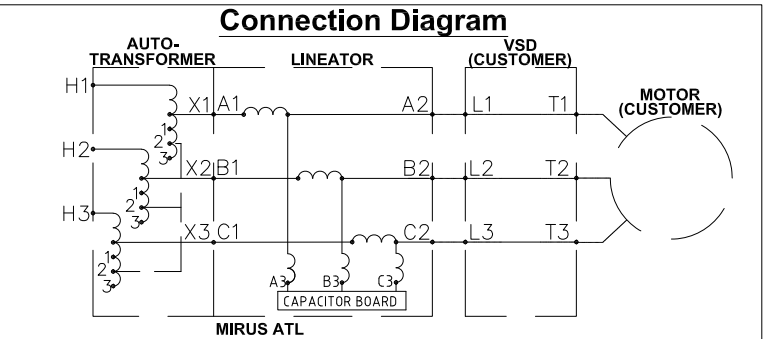 Connection Diagram
AUTO-
TRANSFORMER
LINEATOR
VSD
(CUSTOMER)
MOTOR
(CUSTOMER)
H1
X1 A1 A2 L1 T1
1
2
3
H2
X2 B1 B2 L2 T2
1
2
3
H3
X3 C1 C2 L3 T3
1
2
3
A3 B3 C3
CAPACITOR BOARD
MIRUS ATL